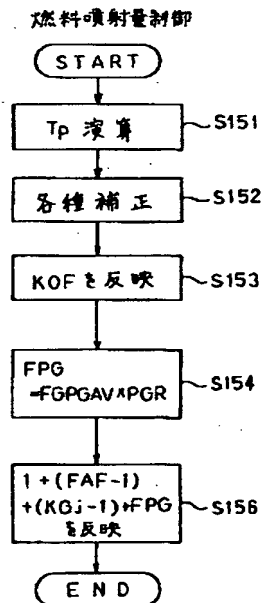 燃料噴射量制御
START
Tp 演算
S151
各種補正
S152
KOFを反映
S153
FPG
=FGPGAV×PGR
S154
1+(FAF-1)
+(KGj-1)+FPG
を反映
S156
END